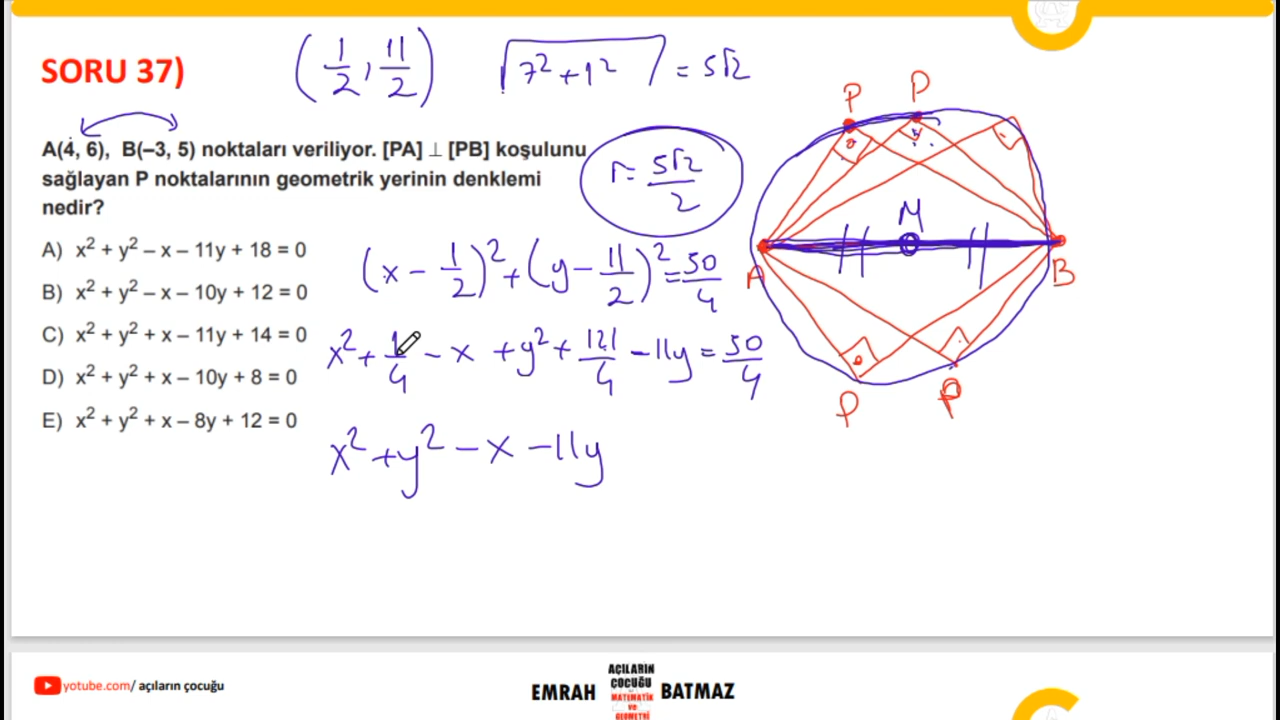 SORU 37)
(1/2, 11/2)
√7² + 1² = 5√2
A(4, 6), B(–3, 5) noktaları veriliyor. [PA] ⊥ [PB] koşulunu
sağlayan P noktalarının geometrik yerinin denklemi
nedir?
r = 5√2/2
A) x² + y² – x – 11y + 18 = 0
B) x² + y² – x – 10y + 12 = 0
C) x² + y² + x – 11y + 14 = 0
D) x² + y² + x – 10y + 8 = 0
E) x² + y² + x – 8y + 12 = 0
(x – 1/2)² + (y – 11/2)² = 50/4
x² + 1/4 – x + y² + 121/4 – 11y = 50/4
x² + y² – x – 11y
P
P
M
A
B
P
P
yotube.com/ açıların çocuğu
EMRAH
AÇILARIN
ÇOCUĞU
MATEMATİK
ve
GEOMETRİ
BATMAZ